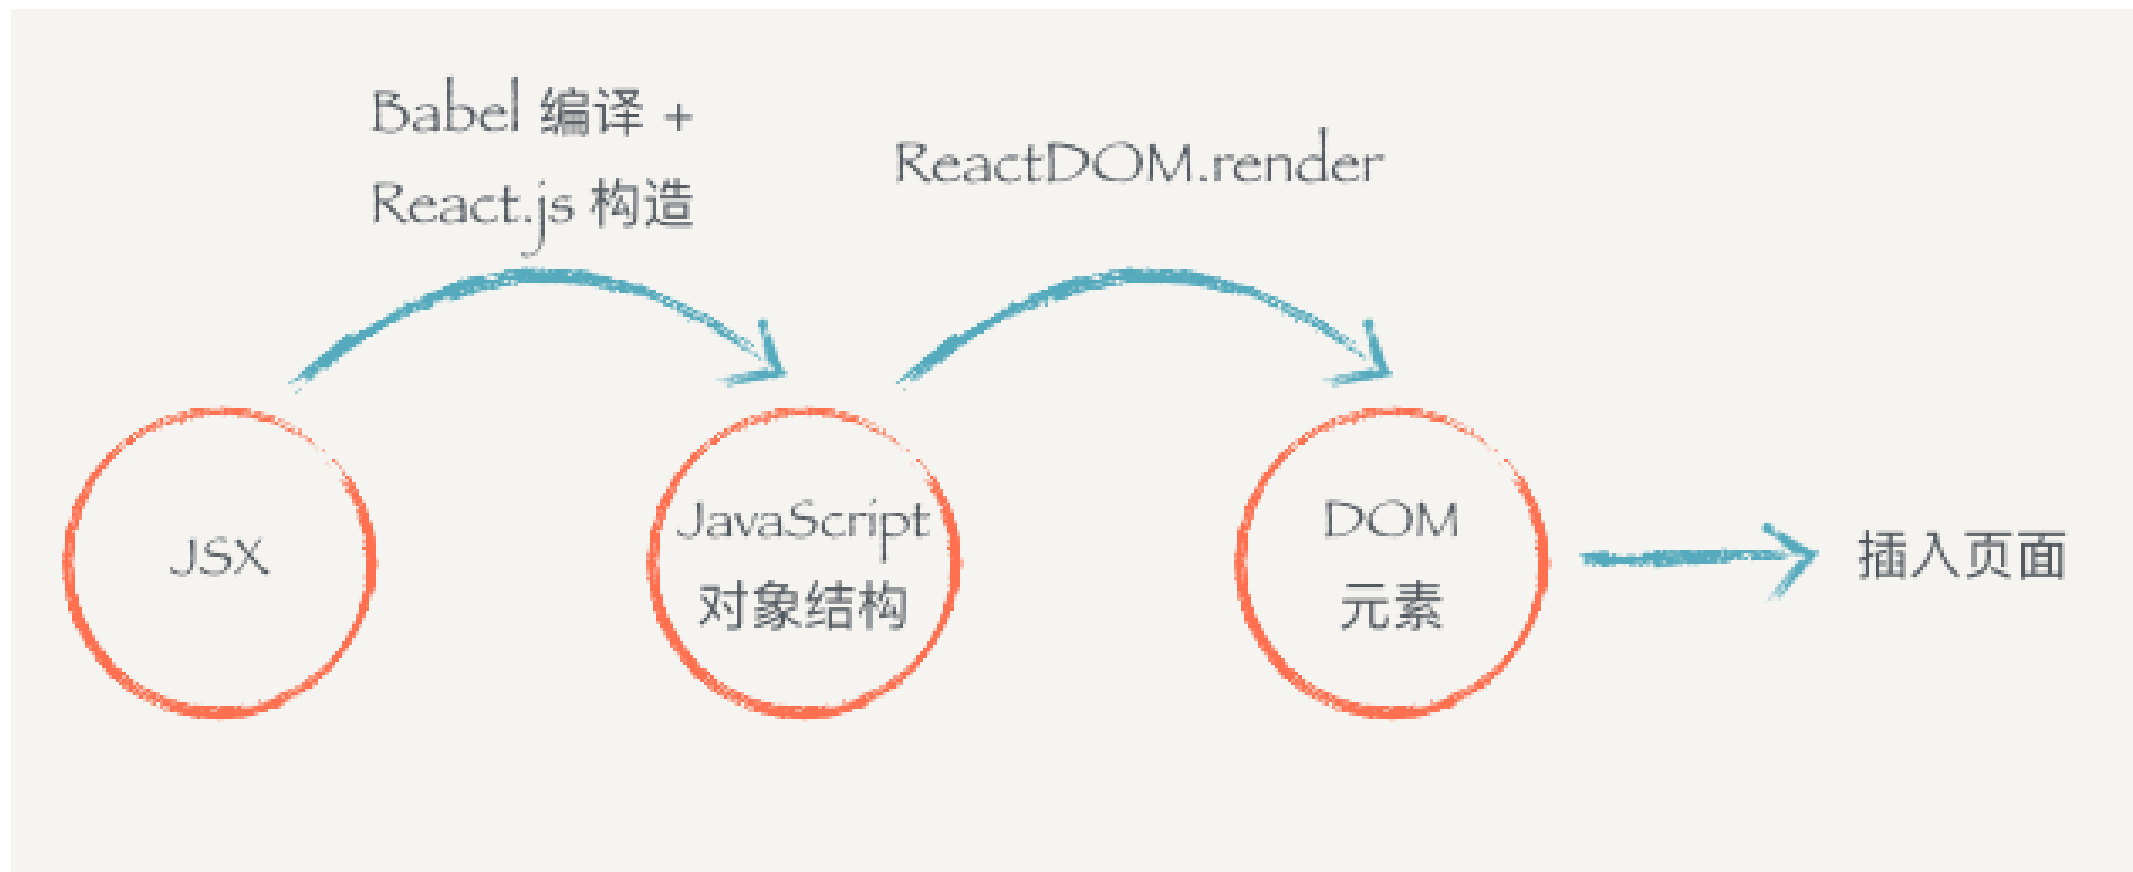 Babel 编译 +
React.js 构造
ReactDOM.render
JSX
JavaScript
对象结构
DOM
元素
插入页面